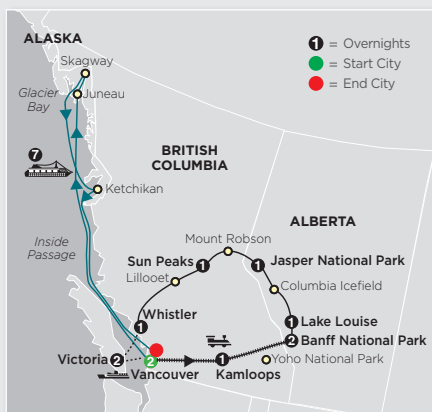 ALASKA
Skagway
Glacier
Bay
Juneau
7
Ketchikan
Inside
Passage
1 = Overnights
= Start City
= End City
BRITISH
COLUMBIA
ALBERTA
Mount Robson
Sun Peaks 1
1 Jasper National Park
Lillooet
Columbia Icefield
Whistler
1
1 Lake Louise
2 Banff National Park
Yoho National Park
Victoria 2
2
Vancouver
1
Kamloops